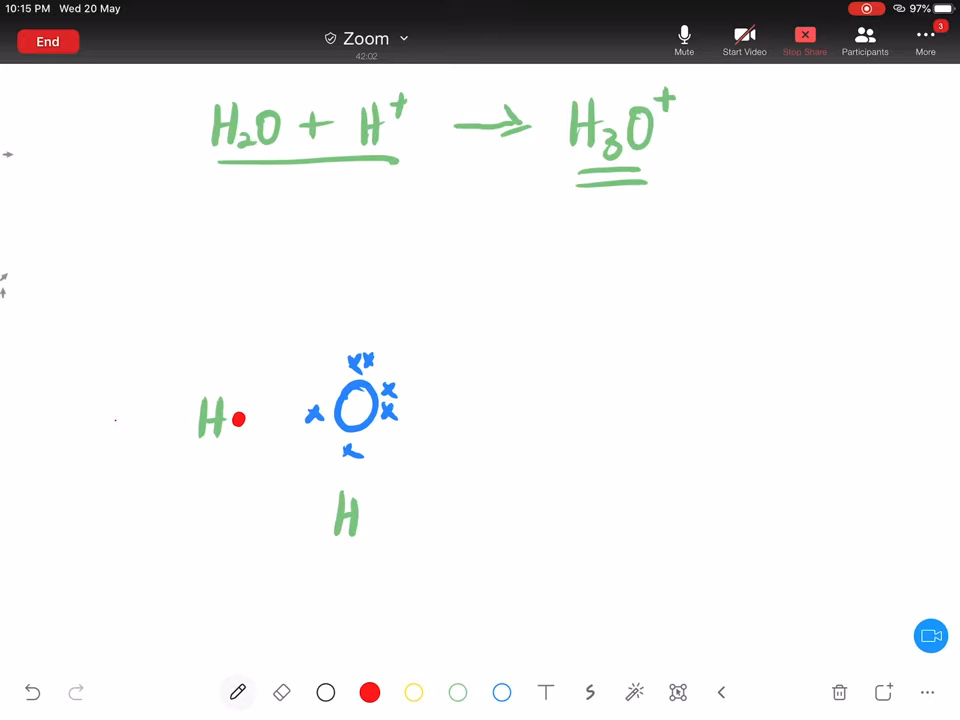 10:15 PM Wed 20 May
97%
End
Zoom
42:02
Mute
Start Video
Stop Share
Participants
3
More
H₂O + H⁺ → H₃O⁺
xx
H O x
x x
x
H
T